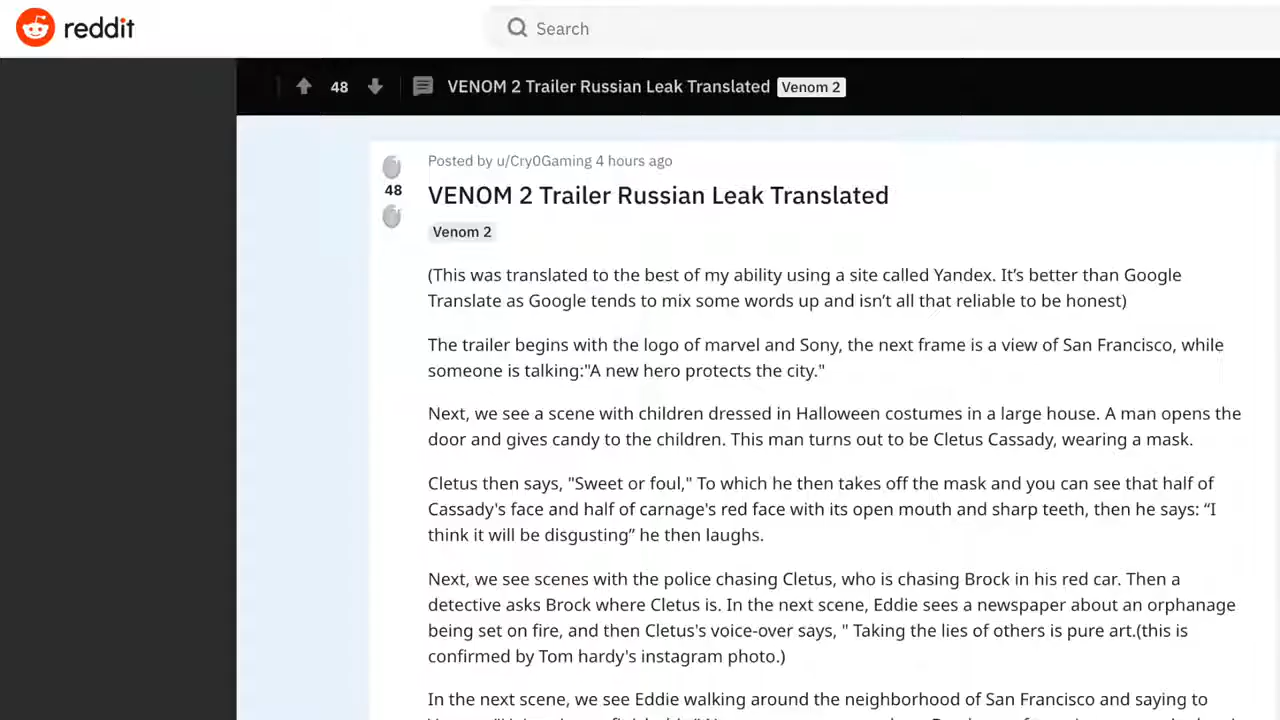 reddit
Search
48
VENOM 2 Trailer Russian Leak Translated
Venom 2
Posted by u/Cry0Gaming 4 hours ago
48
VENOM 2 Trailer Russian Leak Translated
Venom 2
(This was translated to the best of my ability using a site called Yandex. It’s better than Google
Translate as Google tends to mix some words up and isn’t all that reliable to be honest)
The trailer begins with the logo of marvel and Sony, the next frame is a view of San Francisco, while
someone is talking:"A new hero protects the city."
Next, we see a scene with children dressed in Halloween costumes in a large house. A man opens the
door and gives candy to the children. This man turns out to be Cletus Cassady, wearing a mask.
Cletus then says, "Sweet or foul," To which he then takes off the mask and you can see that half of
Cassady's face and half of carnage's red face with its open mouth and sharp teeth, then he says: “I
think it will be disgusting” he then laughs.
Next, we see scenes with the police chasing Cletus, who is chasing Brock in his red car. Then a
detective asks Brock where Cletus is. In the next scene, Eddie sees a newspaper about an orphanage
being set on fire, and then Cletus's voice-over says, " Taking the lies of others is pure art.(this is
confirmed by Tom hardy's instagram photo.)
In the next scene, we see Eddie walking around the neighborhood of San Francisco and saying to